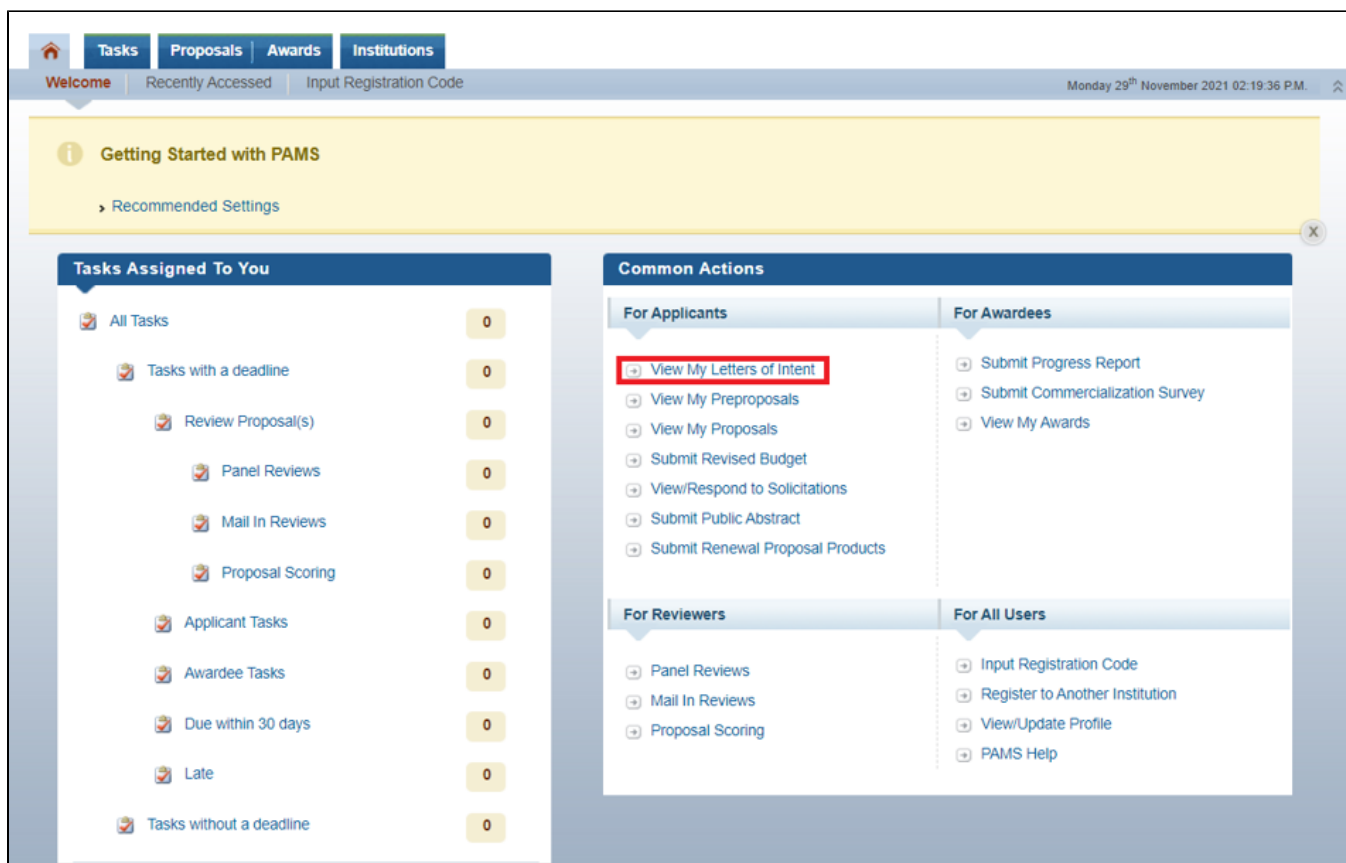 Tasks Proposals Awards Institutions
Welcome Recently Accessed Input Registration Code Monday 29th November 2021 02:19:36 P.M.
Getting Started with PAMS
Recommended Settings
X
Tasks Assigned To You
All Tasks 0
Tasks with a deadline 0
Review Proposal(s) 0
Panel Reviews 0
Mail In Reviews 0
Proposal Scoring 0
Applicant Tasks 0
Awardee Tasks 0
Due within 30 days 0
Late 0
Tasks without a deadline 0
Common Actions
For Applicants
View My Letters of Intent
View My Preproposals
View My Proposals
Submit Revised Budget
View/Respond to Solicitations
Submit Public Abstract
Submit Renewal Proposal Products
For Awardees
Submit Progress Report
Submit Commercialization Survey
View My Awards
For Reviewers
Panel Reviews
Mail In Reviews
Proposal Scoring
For All Users
Input Registration Code
Register to Another Institution
View/Update Profile
PAMS Help